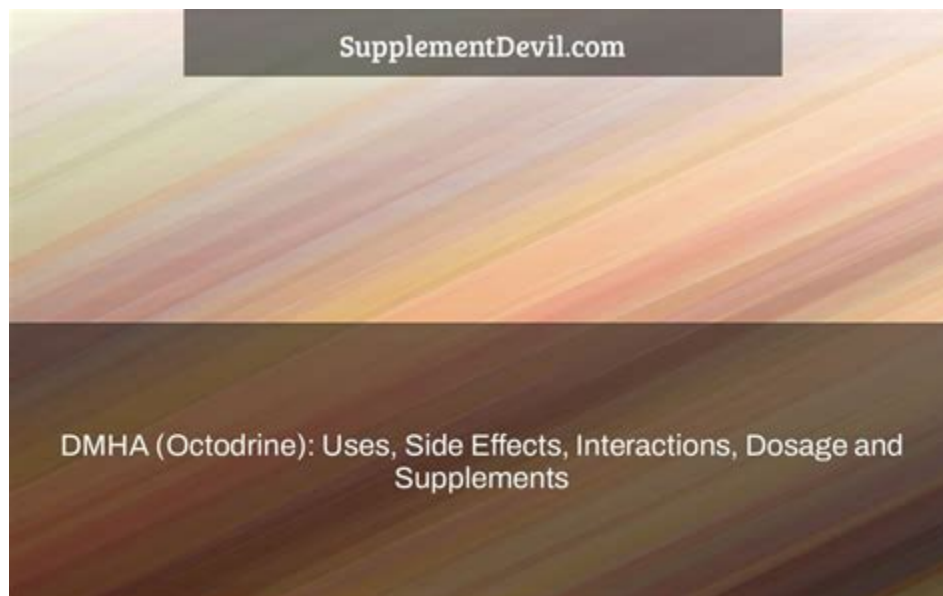 SupplementDevil.com
DMHA (Octodrine): Uses, Side Effects, Interactions, Dosage and
Supplements